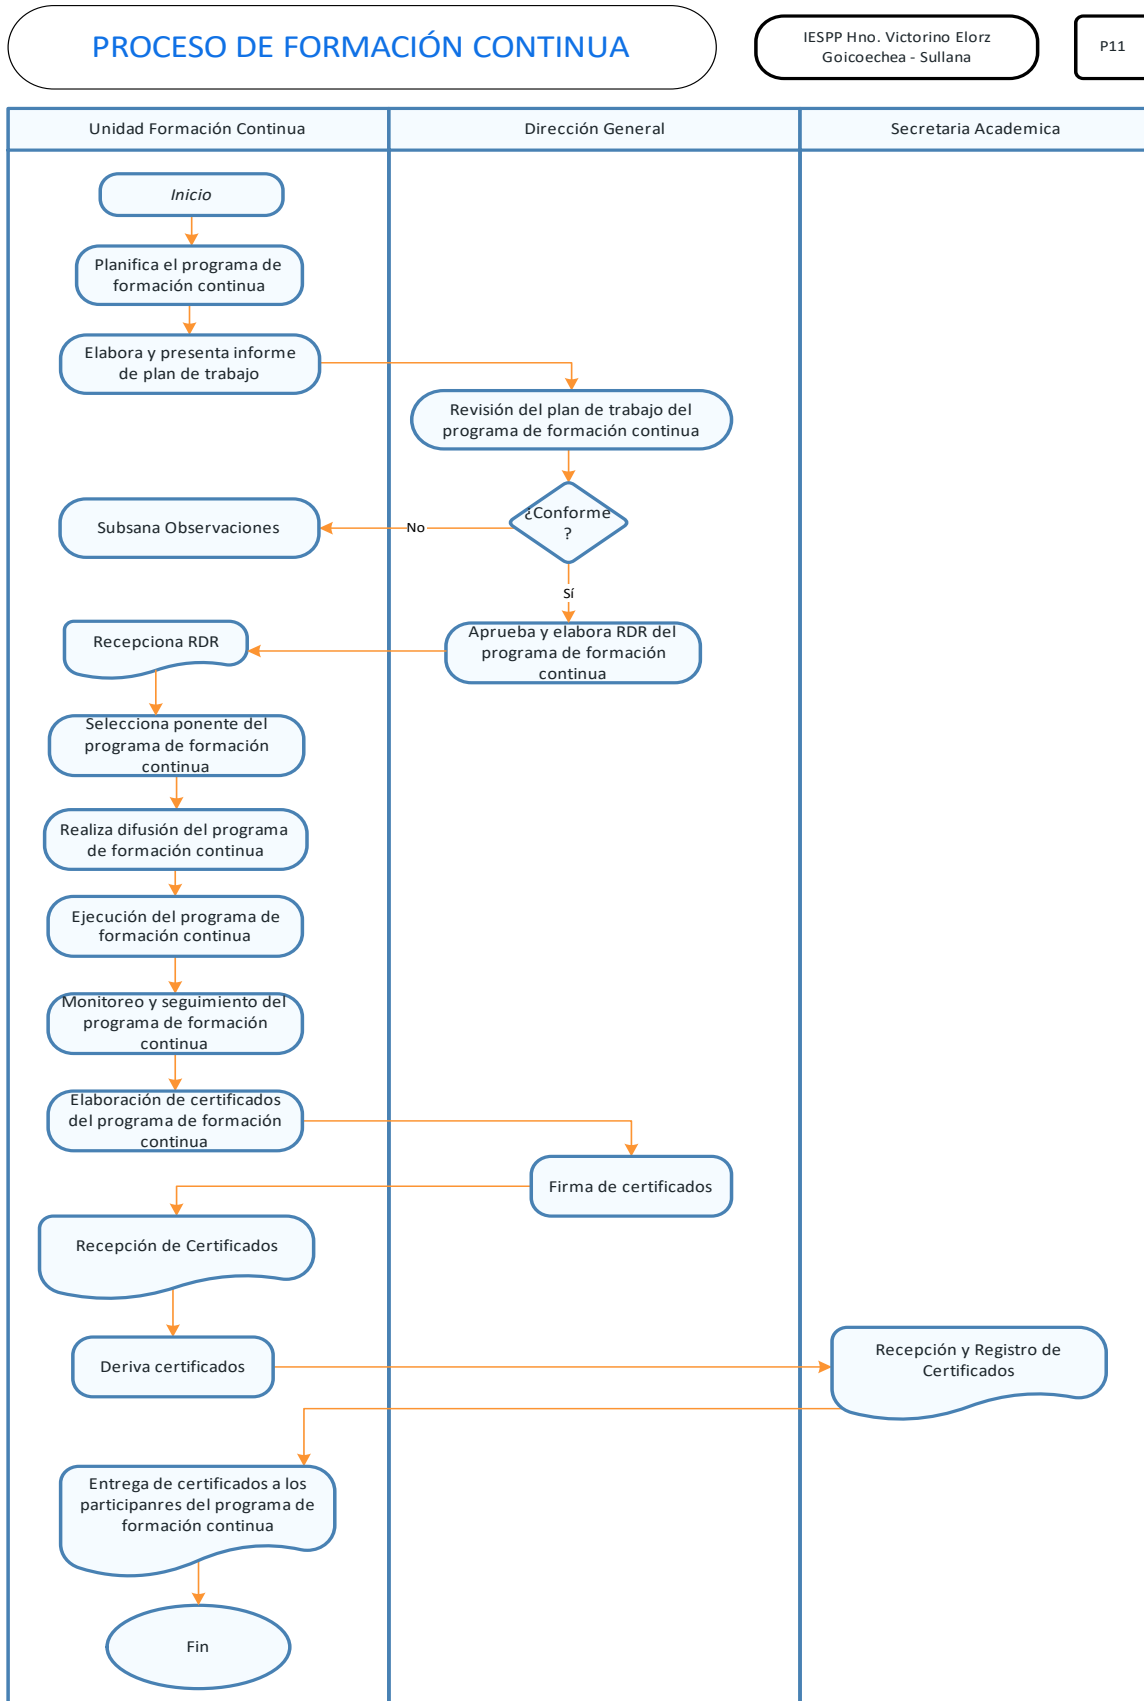 PROCESO DE FORMACIÓN CONTINUA
IESPP Hno. Victorino Elorz
Goicoechea - Sullana
P11
Unidad Formación Continua
Dirección General
Secretaria Academica
Inicio
Planifica el programa de
formación continua
Elabora y presenta informe
de plan de trabajo
Revisión del plan de trabajo del
programa de formación continua
¿Conforme
?
No
Subsana Observaciones
Sí
Aprueba y elabora RDR del
programa de formación
continua
Recepciona RDR
Selecciona ponente del
programa de formación
continua
Realiza difusión del programa
de formación continua
Ejecución del programa de
formación continua
Monitoreo y seguimiento del
programa de formación
continua
Elaboración de certificados
del programa de formación
continua
Firma de certificados
Recepción de Certificados
Deriva certificados
Recepción y Registro de
Certificados
Entrega de certificados a los
participanres del programa de
formación continua
Fin